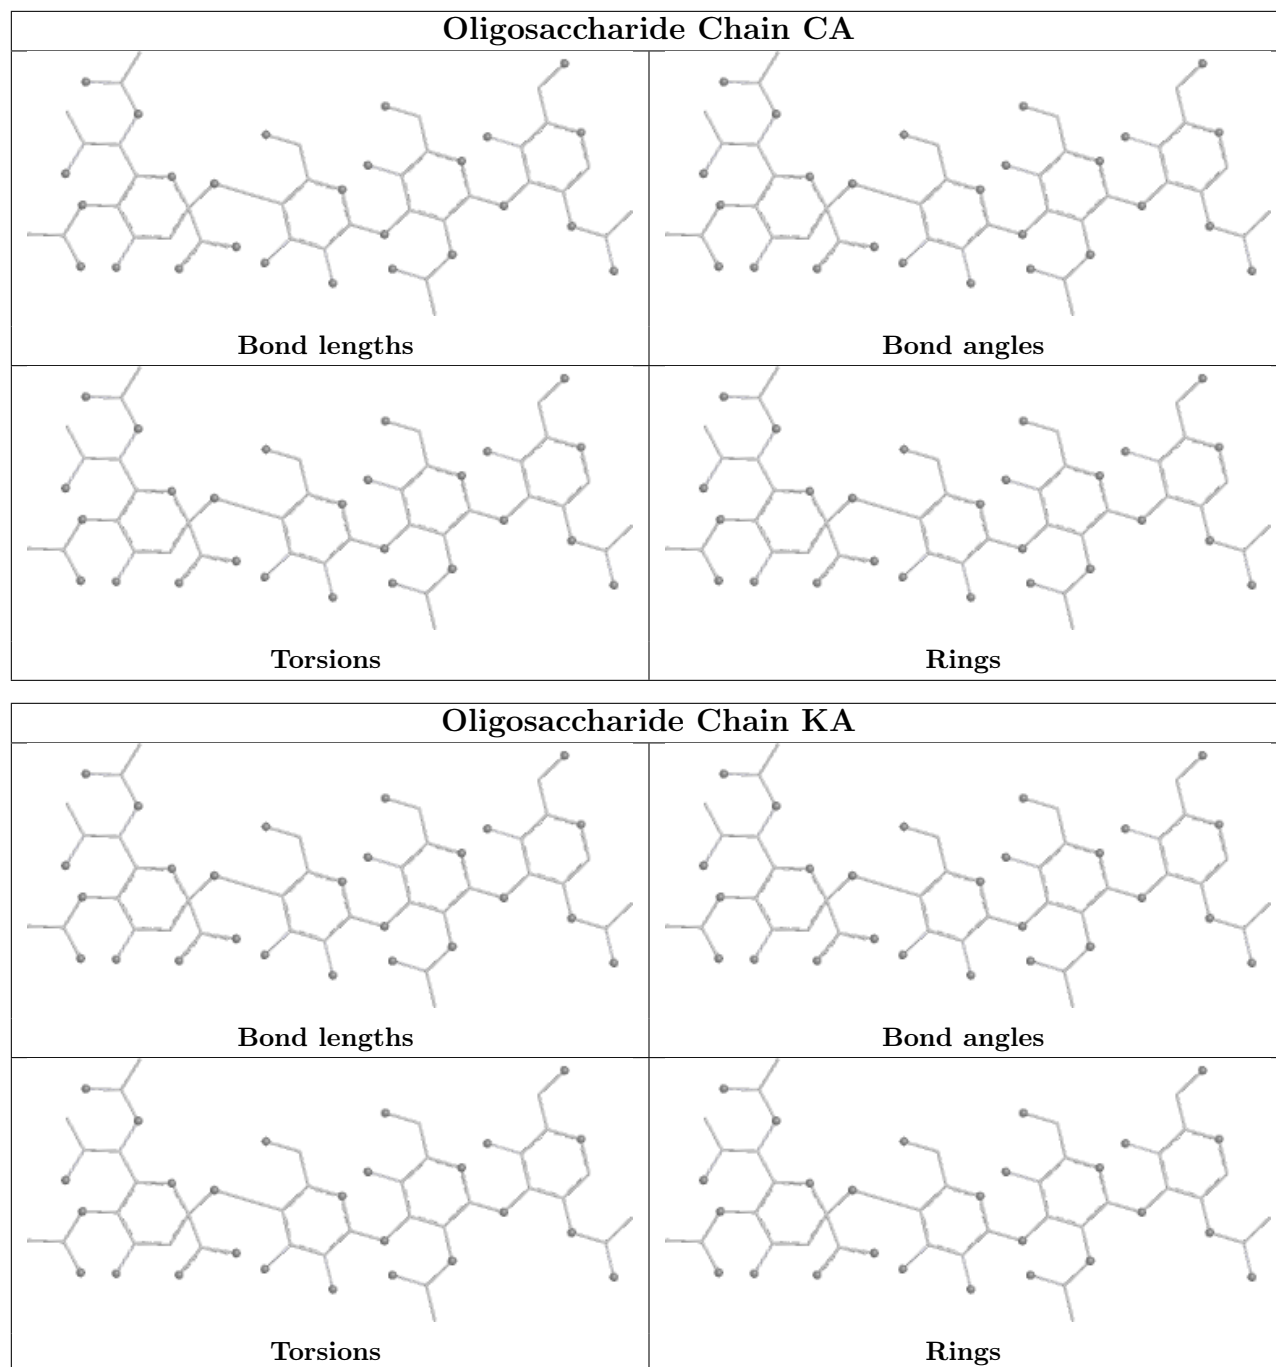 Oligosaccharide Chain CA
Bond lengths
Bond angles
Torsions
Rings
Oligosaccharide Chain KA
Bond lengths
Bond angles
Torsions
Rings